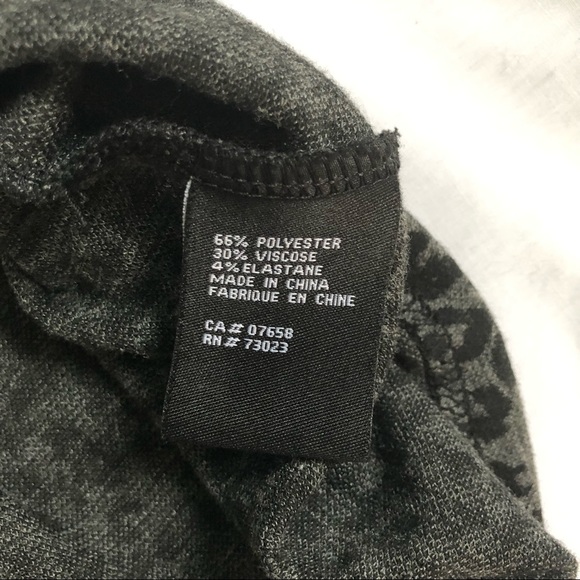 66% POLYESTER
30% VISCOSE
4% ELASTANE
MADE IN CHINA
FABRIQUE EN CHINE
CA# 07658
RN# 73023